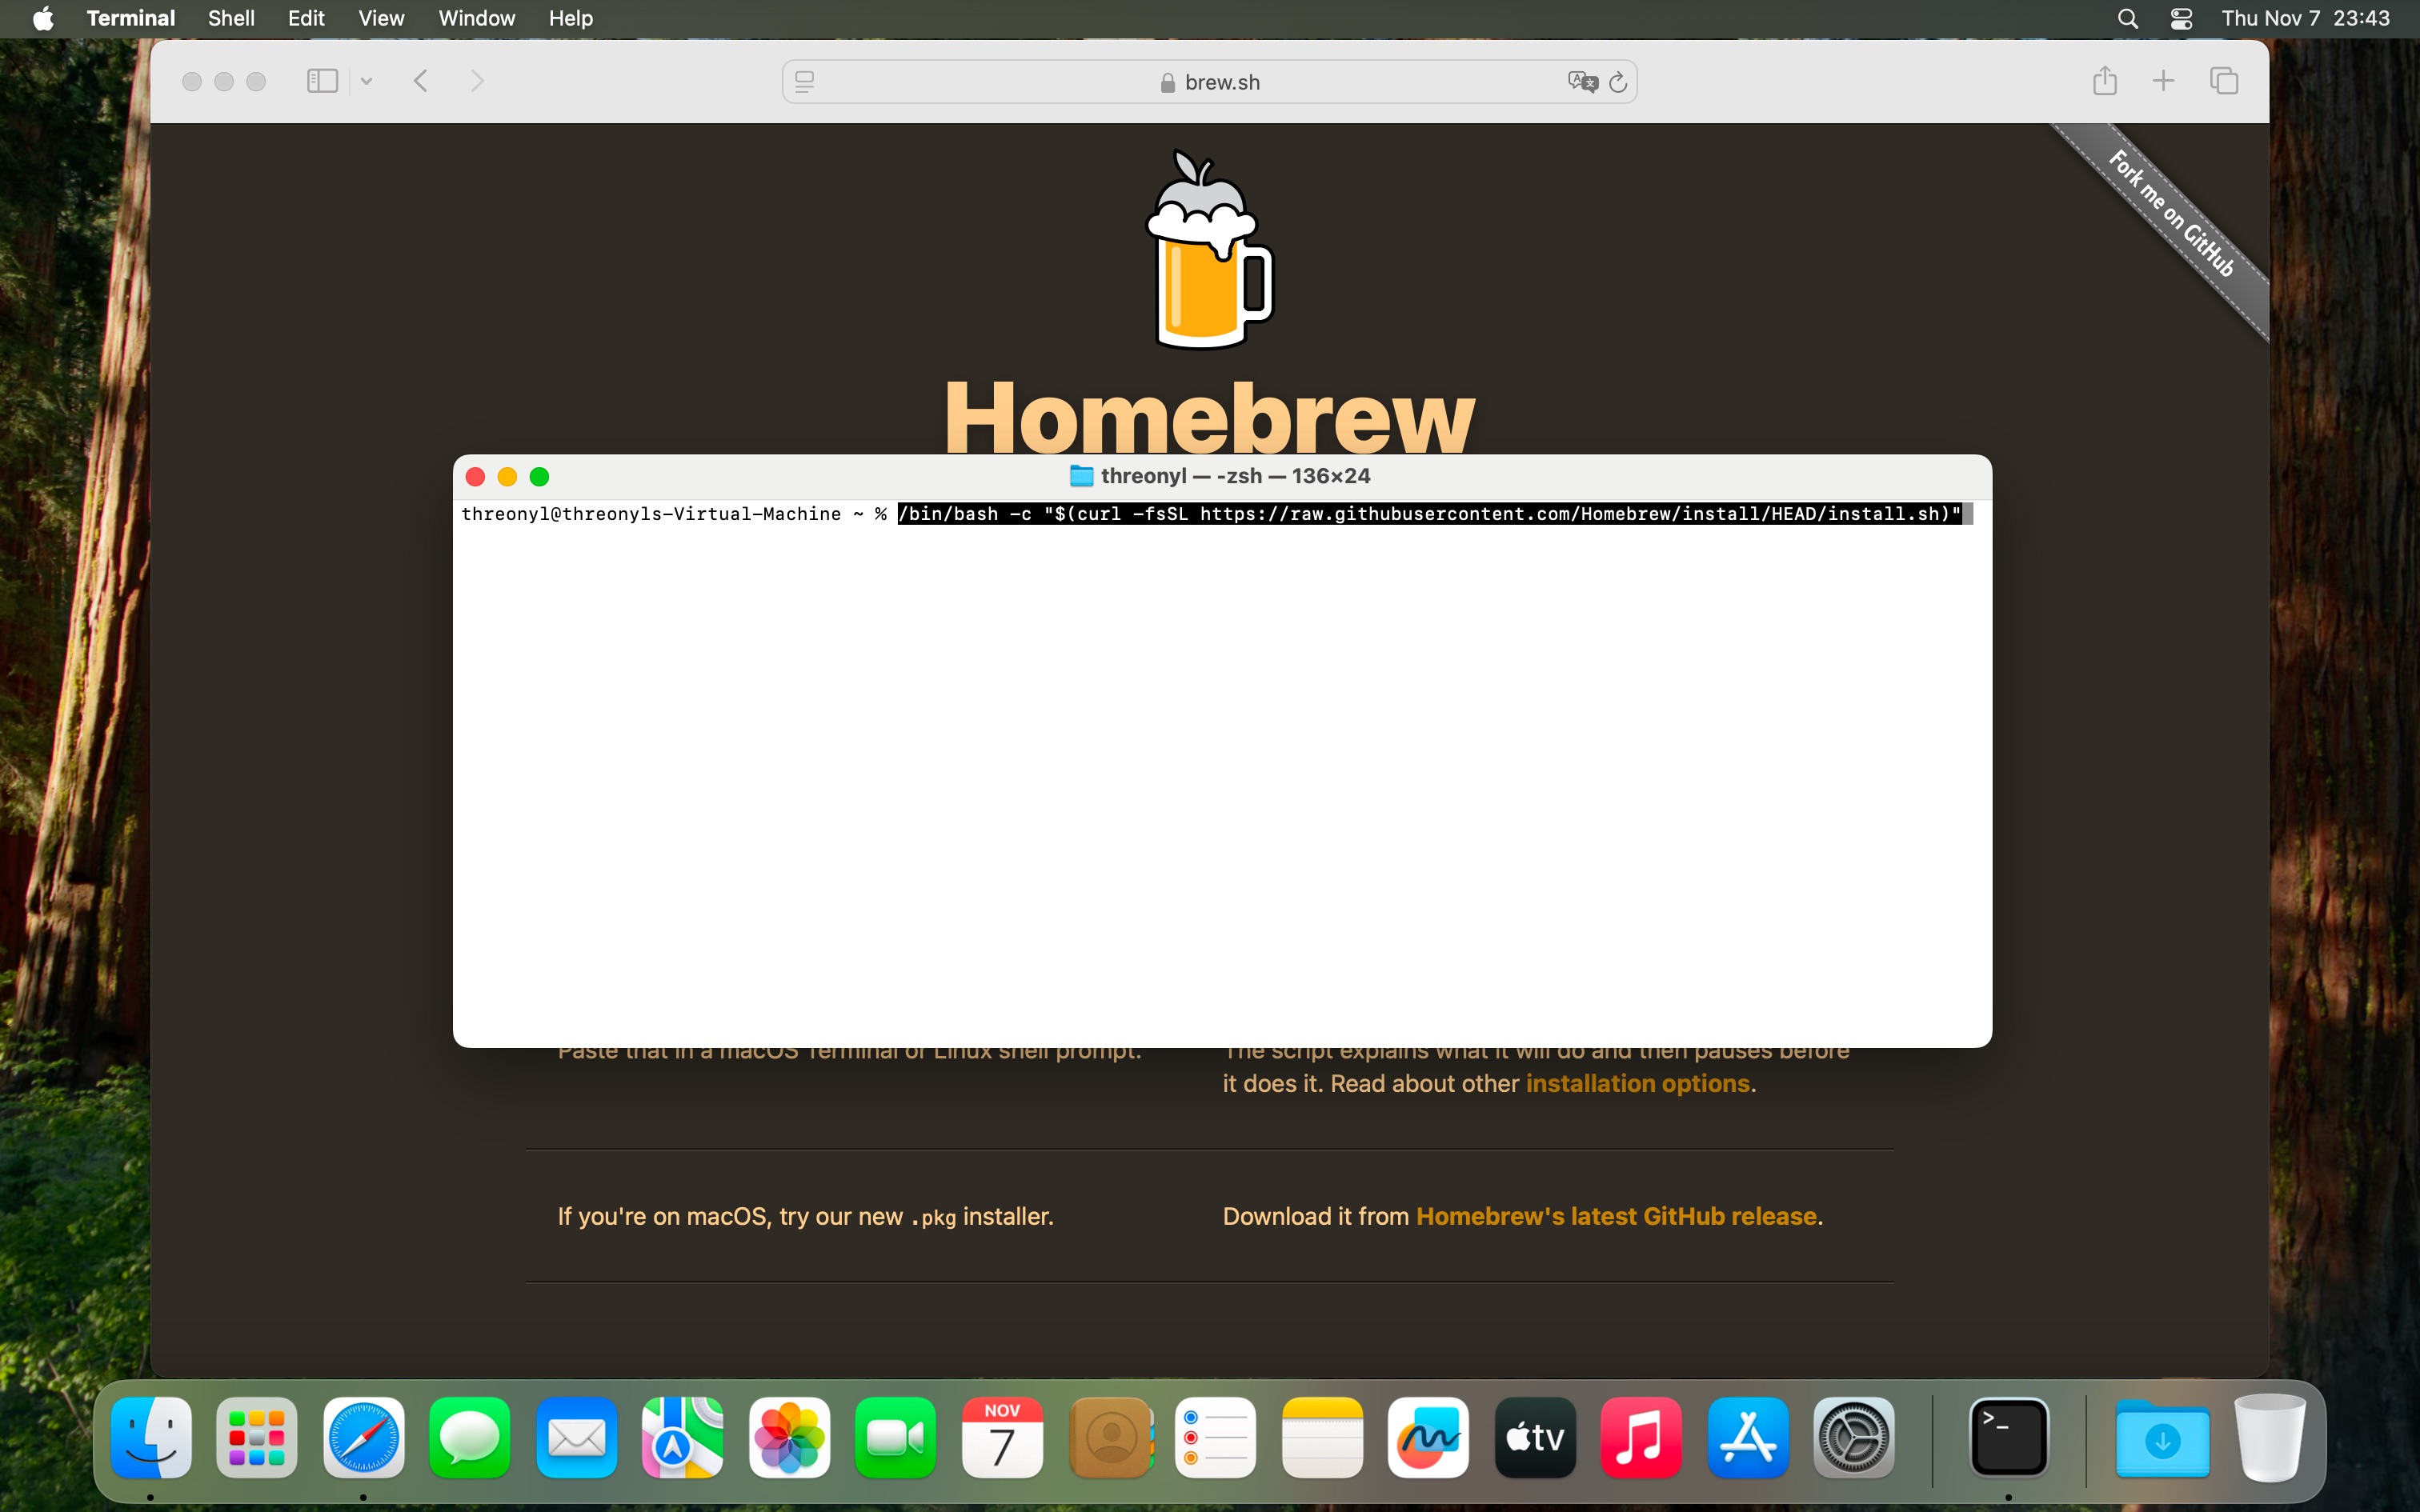 Terminal Shell Edit View Window Help Thu Nov 7 23:43
brew.sh
Fork me on GitHub
Homebrew
threonyl — -zsh — 136×24
threonyl@threonyls-Virtual-Machine ~ % /bin/bash -c "$(curl -fsSL https://raw.githubusercontent.com/Homebrew/install/HEAD/install.sh)"
Paste that in a macOS Terminal or Linux shell prompt.
The script explains what it will do and then pauses before
it does it. Read about other installation options.
If you're on macOS, try our new .pkg installer.
Download it from Homebrew's latest GitHub release.
NOV
7
tv
>_